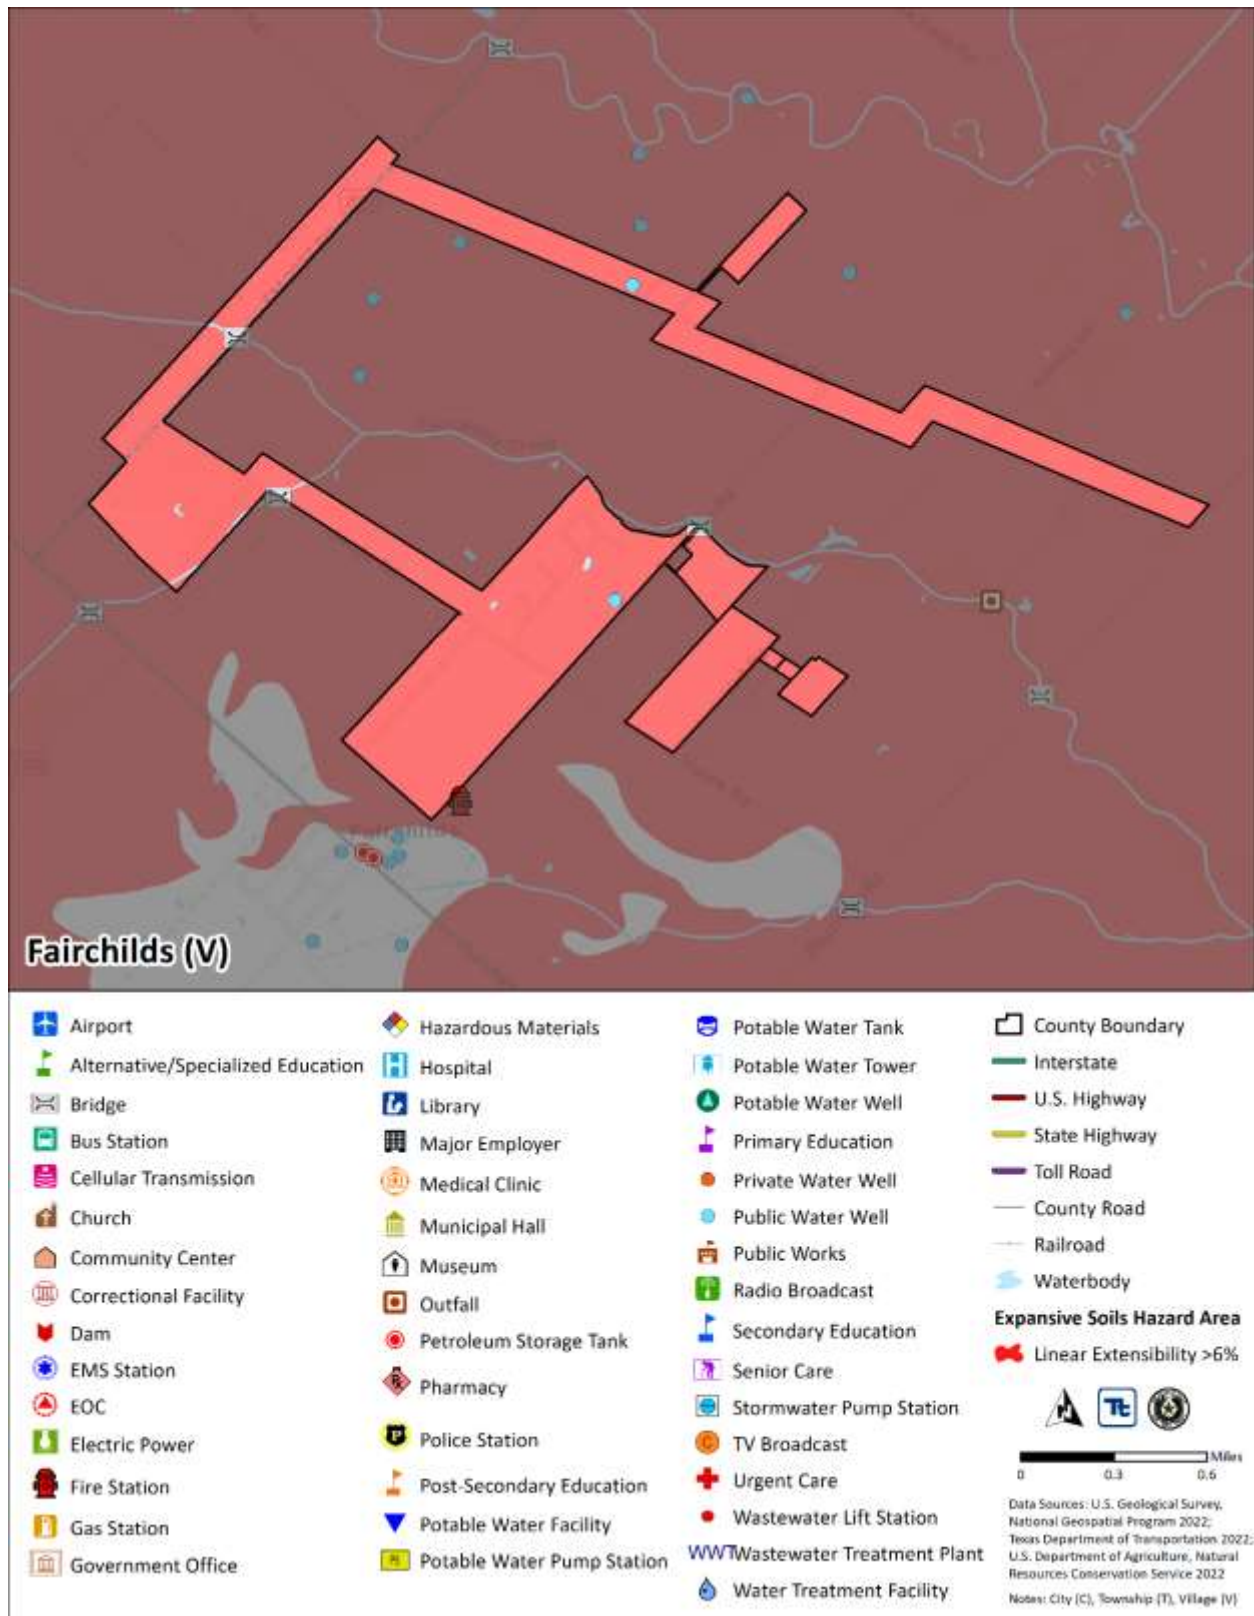 Fairchilds
Fairchilds (V)
Airport
Alternative/Specialized Education
Bridge
Bus Station
Cellular Transmission
Church
Community Center
Correctional Facility
Dam
EMS Station
EOC
Electric Power
Fire Station
Gas Station
Government Office
Hazardous Materials
Hospital
Library
Major Employer
Medical Clinic
Municipal Hall
Museum
Outfall
Petroleum Storage Tank
Pharmacy
Police Station
Post-Secondary Education
Potable Water Facility
Potable Water Pump Station
Potable Water Tank
Potable Water Tower
Potable Water Well
Primary Education
Private Water Well
Public Water Well
Public Works
Radio Broadcast
Secondary Education
Senior Care
Stormwater Pump Station
TV Broadcast
Urgent Care
Wastewater Lift Station
WWT Wastewater Treatment Plant
Water Treatment Facility
County Boundary
Interstate
U.S. Highway
State Highway
Toll Road
County Road
Railroad
Waterbody
Expansive Soils Hazard Area
Linear Extensibility >6%
Miles
0 0.3 0.6
Data Sources: U.S. Geological Survey,
National Geospatial Program 2022;
Texas Department of Transportation 2022;
U.S. Department of Agriculture, Natural
Resources Conservation Service 2022
Notes: City (C), Township (T), Village (V)